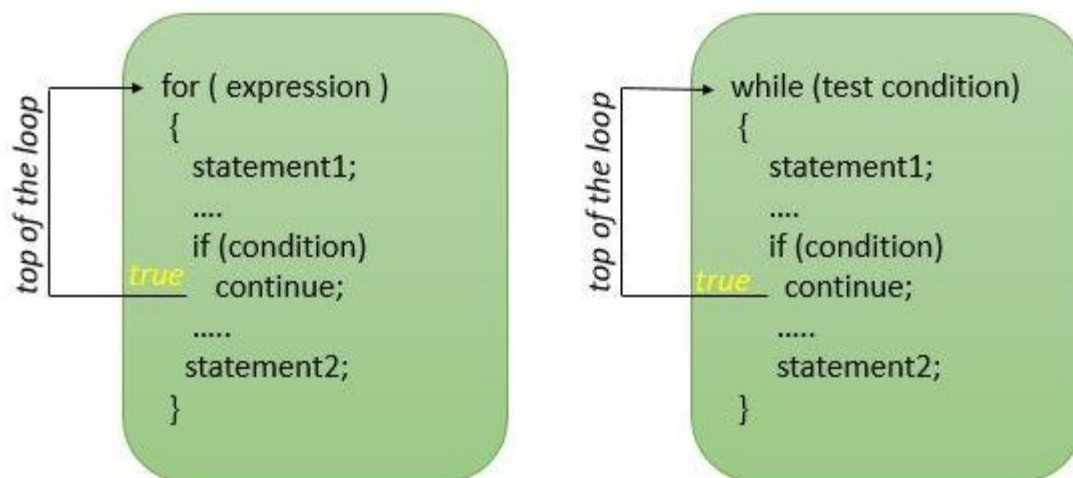 top of the loop
for ( expression )
{
statement1;
....
if (condition)
true
continue;
.....
statement2;
}
top of the loop
while (test condition)
{
statement1;
....
if (condition)
true
continue;
.....
statement2;
}